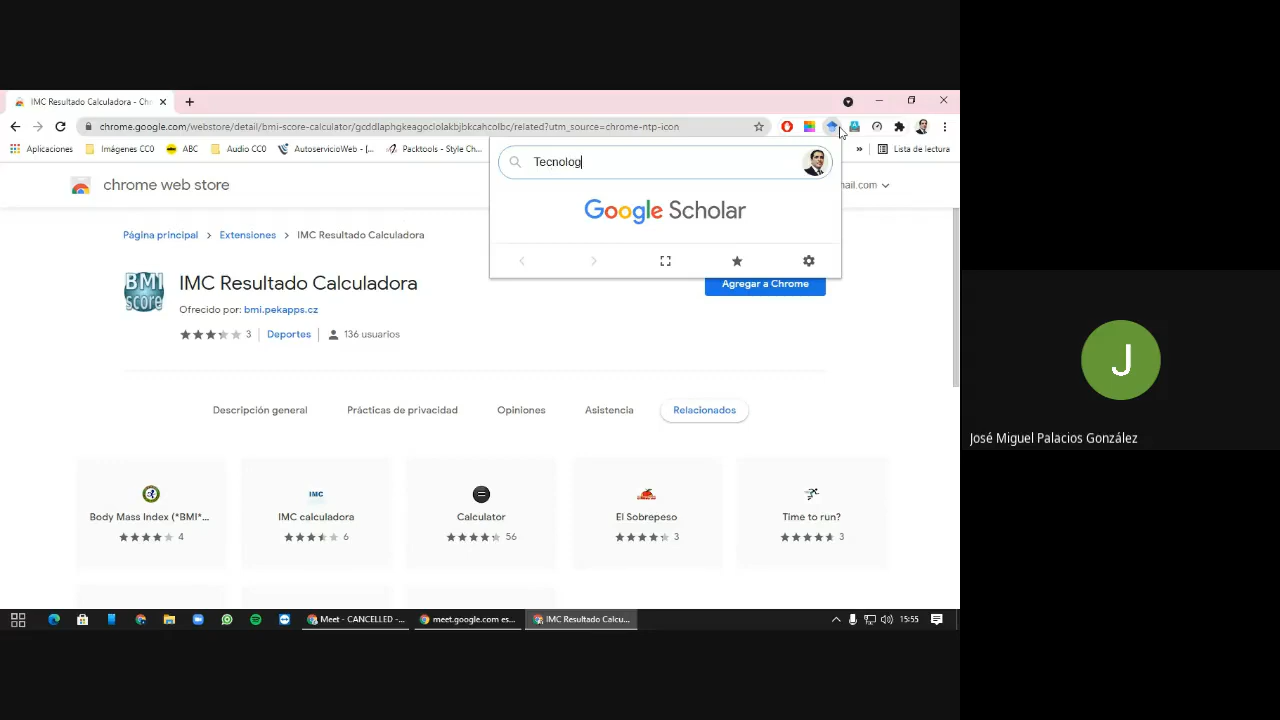 IMC Resultado Calculadora - Chr
chrome.google.com/webstore/detail/bmi-score-calculator/gcddlaphgkeagoclolakbjbkcahcolbc/related?utm_source=chrome-ntp-icon
Aplicaciones Imágenes CC0 ABC Audio CC0 AutoservicioWeb - [... Packtools - Style Ch... » Lista de lectura
Tecnolog
chrome web store
mail.com
Google Scholar
Página principal > Extensiones > IMC Resultado Calculadora
BMI score
IMC Resultado Calculadora
Agregar a Chrome
Ofrecido por: bmi.pekapps.cz
3 Deportes 136 usuarios
Descripción general Prácticas de privacidad Opiniones Asistencia Relacionados
IMC
Body Mass Index (*BMI*... IMC calculadora Calculator El Sobrepeso Time to run?
4 6 56 3 3
J
José Miguel Palacios González
Meet - CANCELLED -... meet.google.com es... IMC Resultado Calcu... 15:55